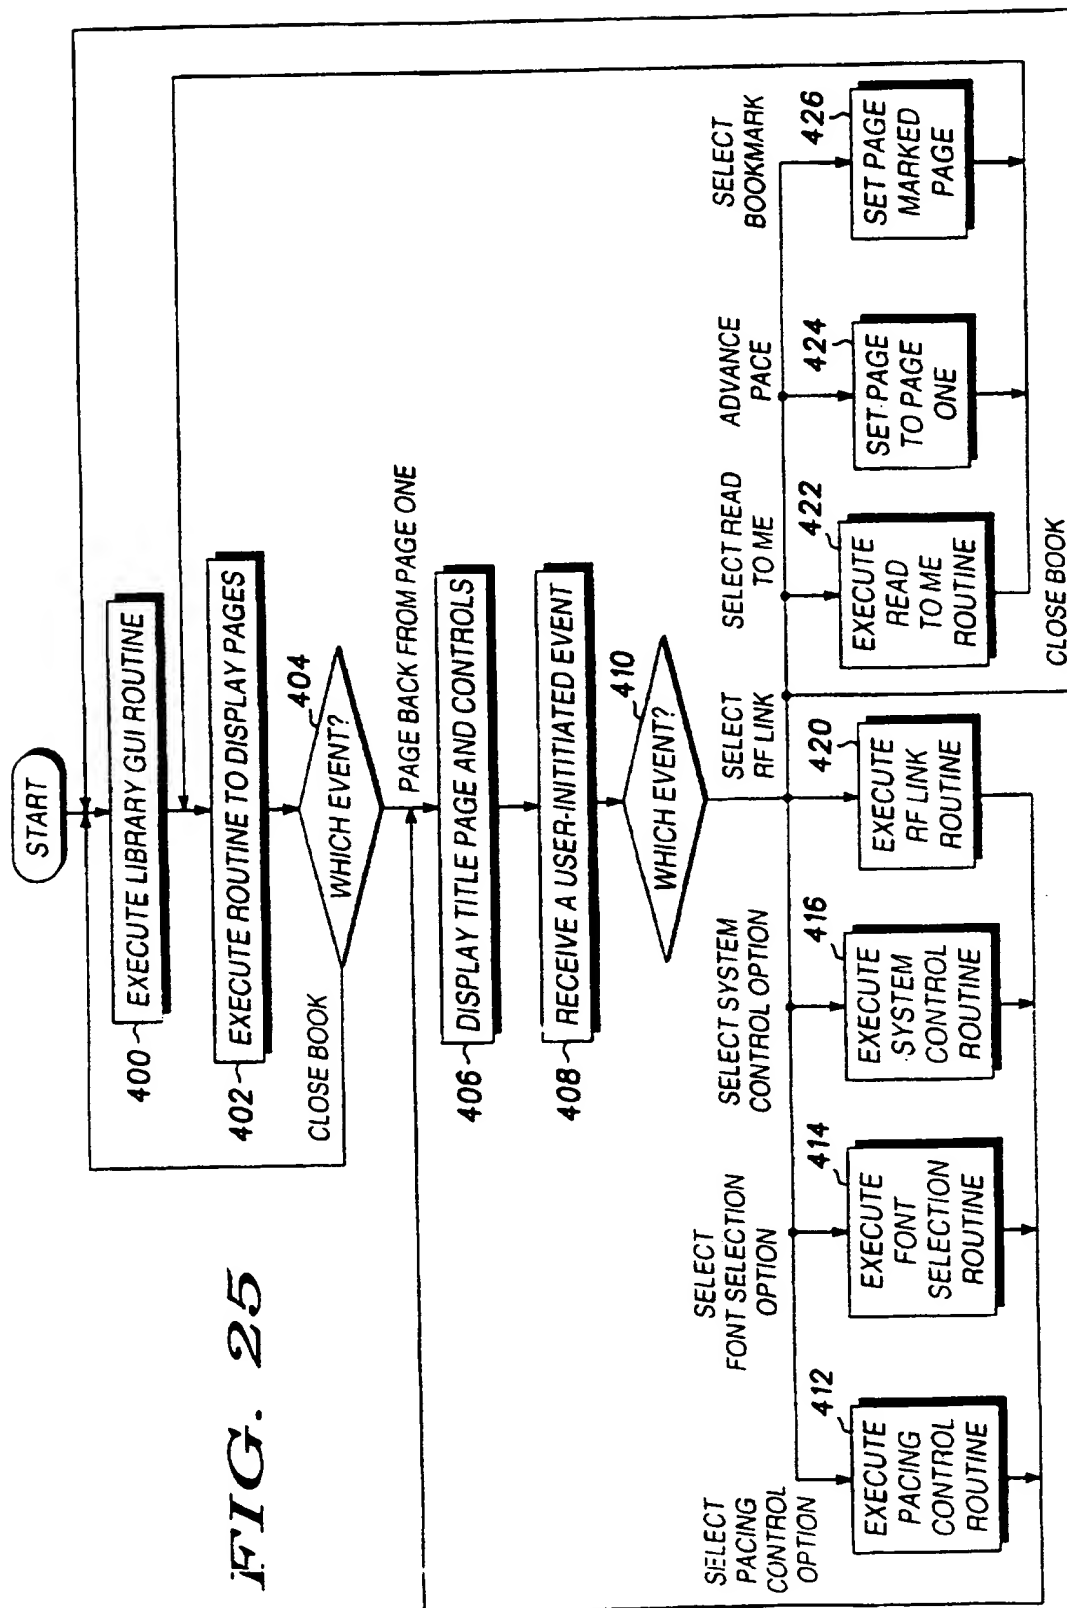 FIG. 25
START
400
EXECUTE LIBRARY GUI ROUTINE
402
EXECUTE ROUTINE TO DISPLAY PAGES
404
WHICH EVENT?
CLOSE BOOK
PAGE BACK FROM PAGE ONE
406
DISPLAY TITLE PAGE AND CONTROLS
408
RECEIVE A USER-INITITIATED EVENT
410
WHICH EVENT?
SELECT
PACING
CONTROL
OPTION
412
EXECUTE
PACING
CONTROL
ROUTINE
SELECT
FONT SELECTION
OPTION
414
EXECUTE
FONT
SELECTION
ROUTINE
SELECT SYSTEM
CONTROL OPTION
416
EXECUTE
SYSTEM
CONTROL
ROUTINE
SELECT
RF LINK
420
EXECUTE
RF LINK
ROUTINE
SELECT READ
TO ME
422
EXECUTE
READ
TO ME
ROUTINE
ADVANCE
PACE
424
SET PAGE
TO PAGE
ONE
SELECT
BOOKMARK
426
SET PAGE
MARKED
PAGE
CLOSE BOOK